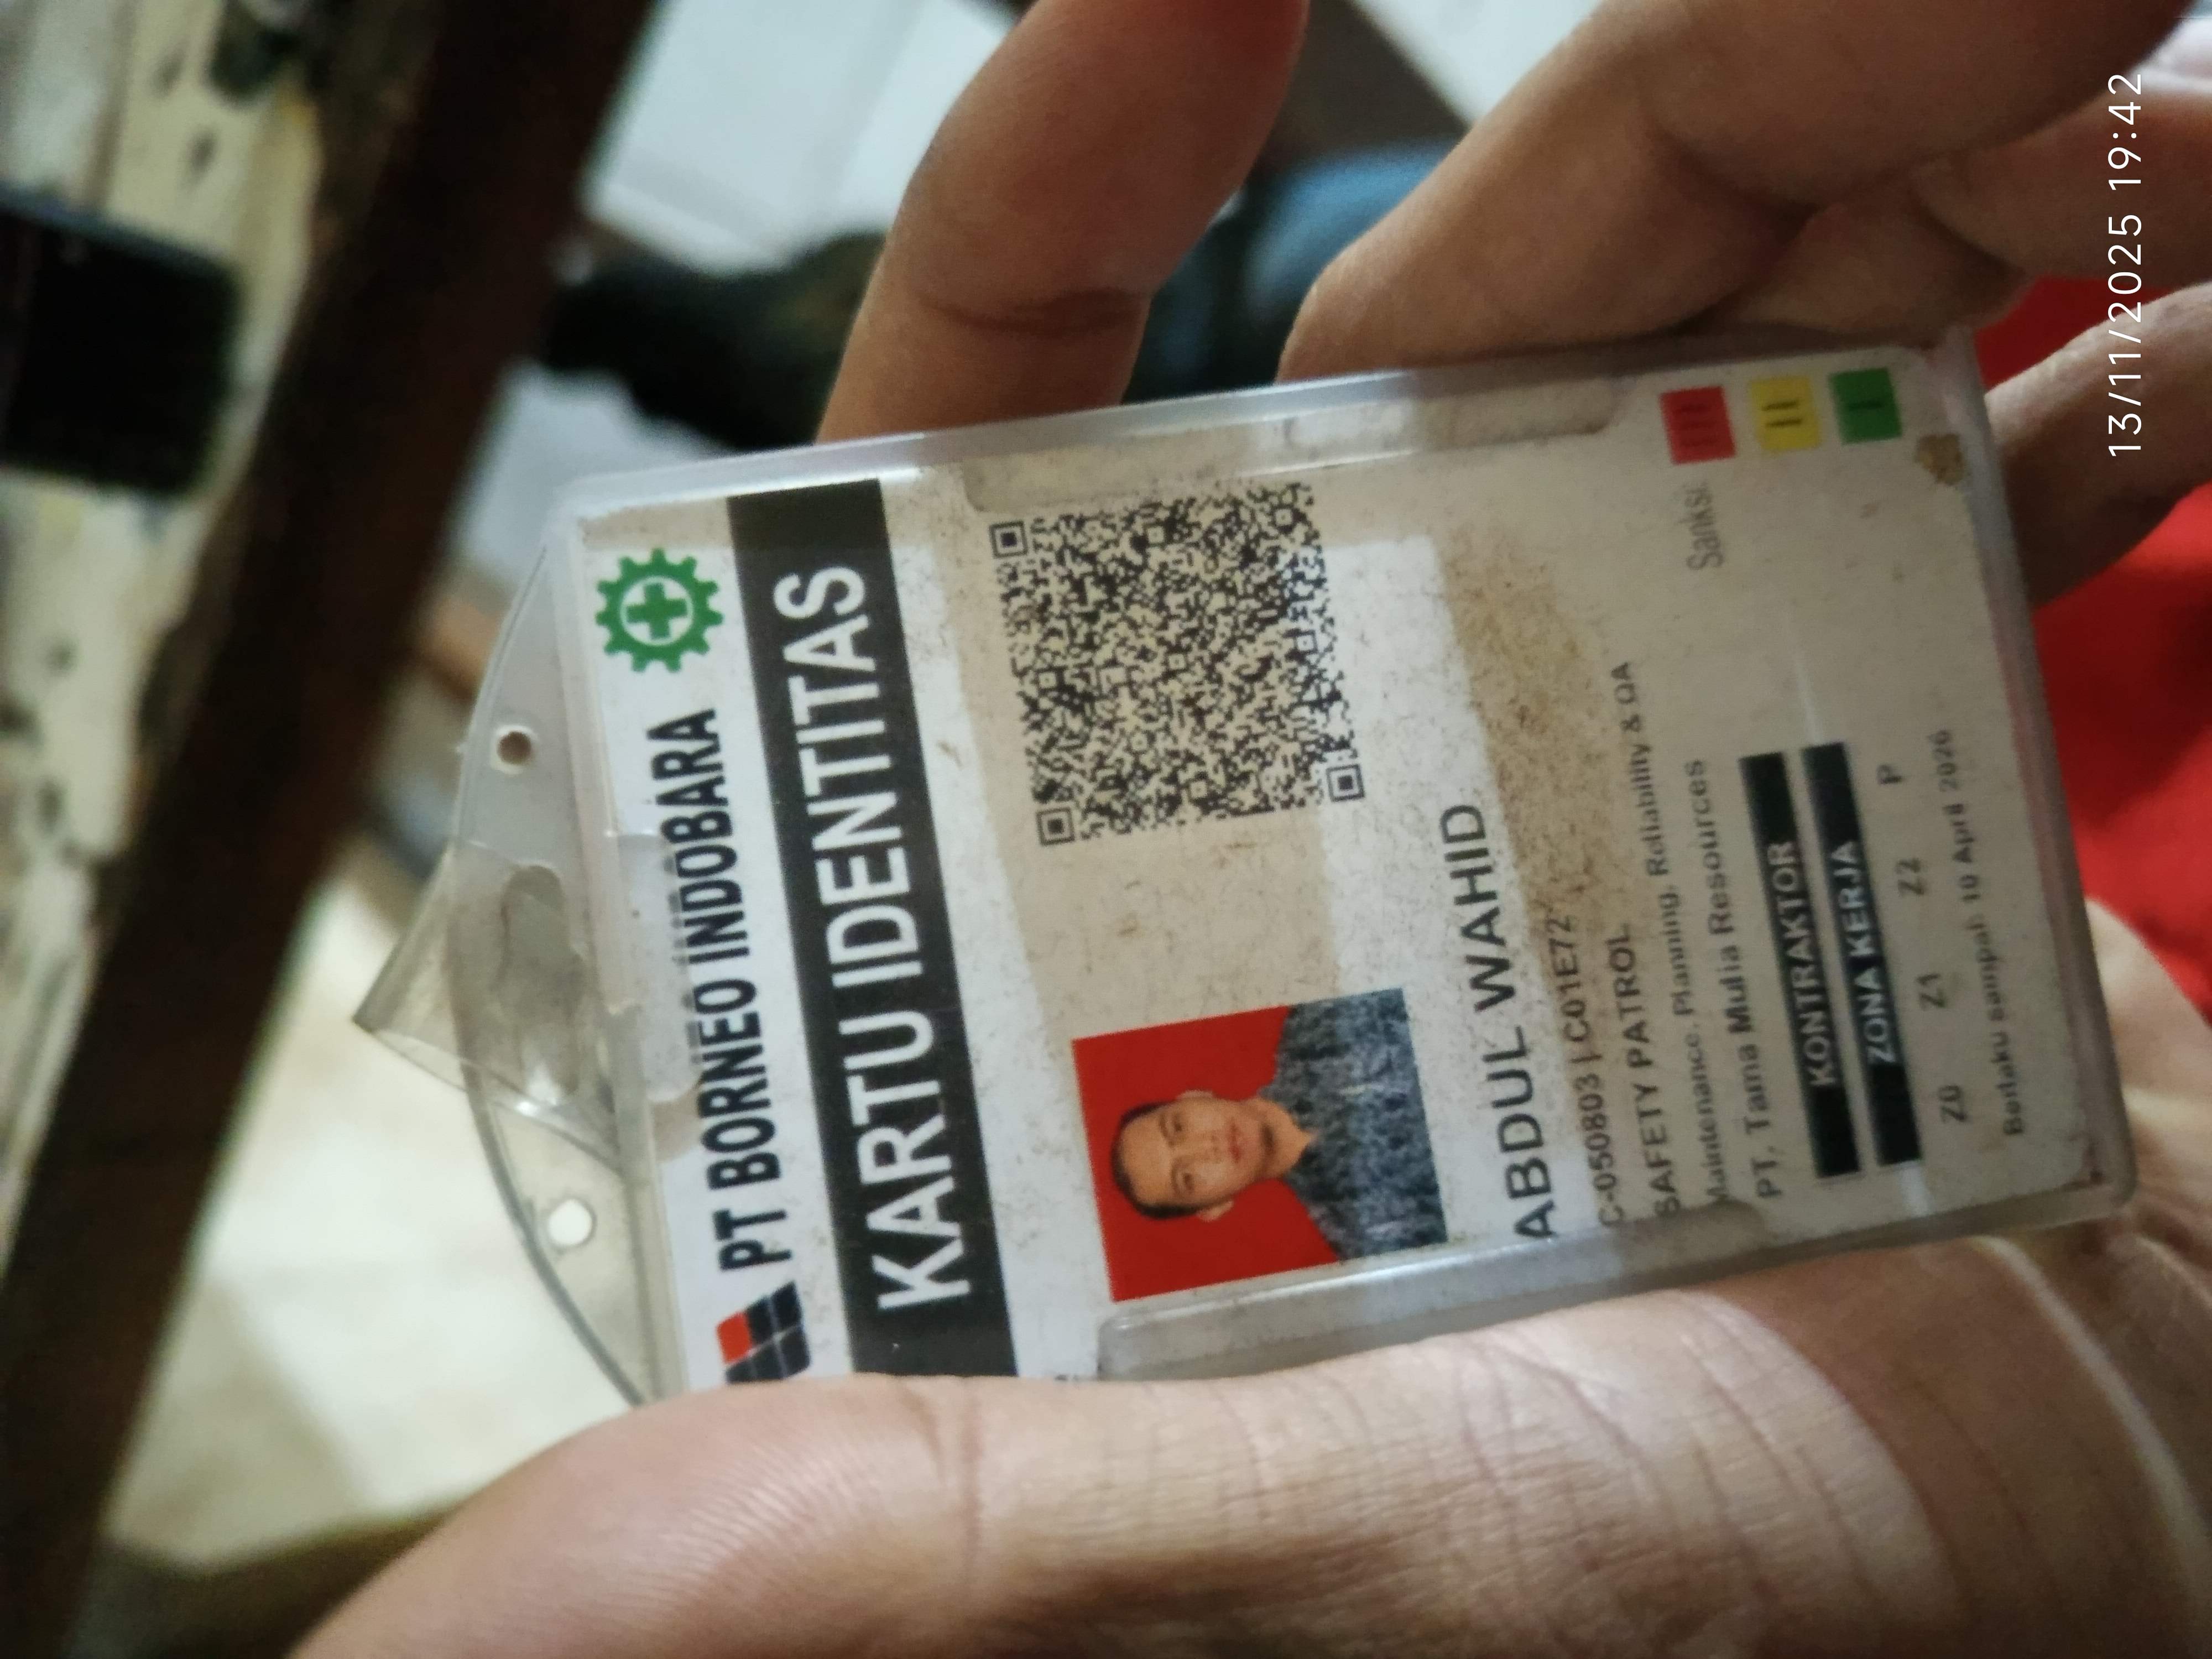 PT BORNEO INDOBARA
KARTU IDENTITAS
ABDUL WAHID
C-050803 | C01E72
SAFETY PATROL
Maintenance, Planning, Reliability & QA
PT. Tama Mulia Resources
Sanksi
III
II
I
KONTRAKTOR
ZONA KERJA
Z0 Z1 Z2 P
Berlaku sampai: 10 April 2026
13/11/2025 19:42